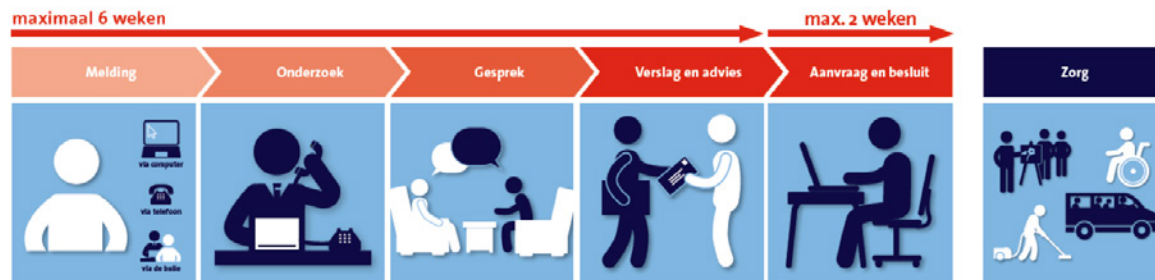 maximaal 6 weken
max. 2 weken
Melding
Onderzoek
Gesprek
Verslag en advies
Aanvraag en besluit
Zorg
via computer
via telefoon
via de balie